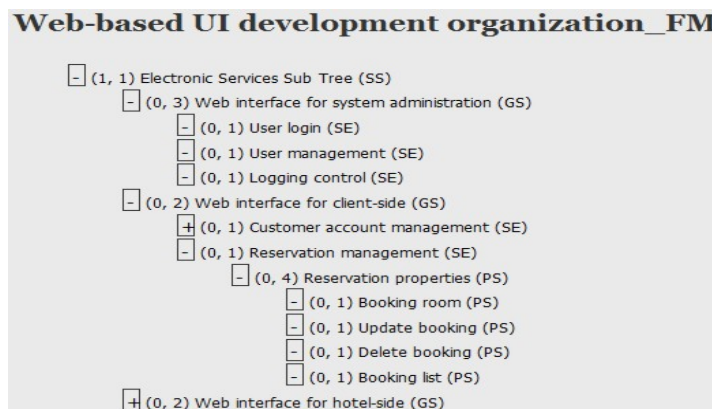 Web-based UI development organization_FM
- (1, 1) Electronic Services Sub Tree (SS)
- (0, 3) Web interface for system administration (GS)
- (0, 1) User login (SE)
- (0, 1) User management (SE)
- (0, 1) Logging control (SE)
- (0, 2) Web interface for client-side (GS)
+ (0, 1) Customer account management (SE)
- (0, 1) Reservation management (SE)
- (0, 4) Reservation properties (PS)
- (0, 1) Booking room (PS)
- (0, 1) Update booking (PS)
- (0, 1) Delete booking (PS)
- (0, 1) Booking list (PS)
+ (0, 2) Web interface for hotel-side (GS)